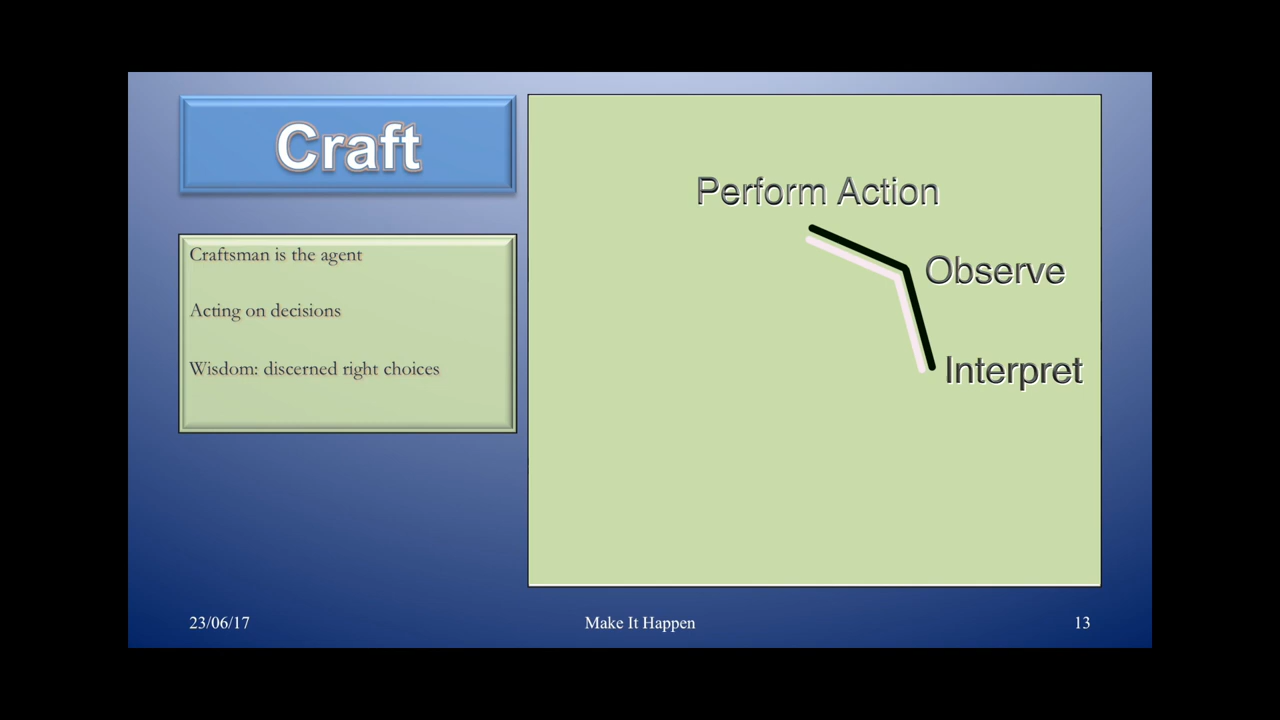 Craft
Craftsman is the agent
Acting on decisions
Wisdom: discerned right choices
Perform Action
Observe
Interpret
23/06/17
Make It Happen
13